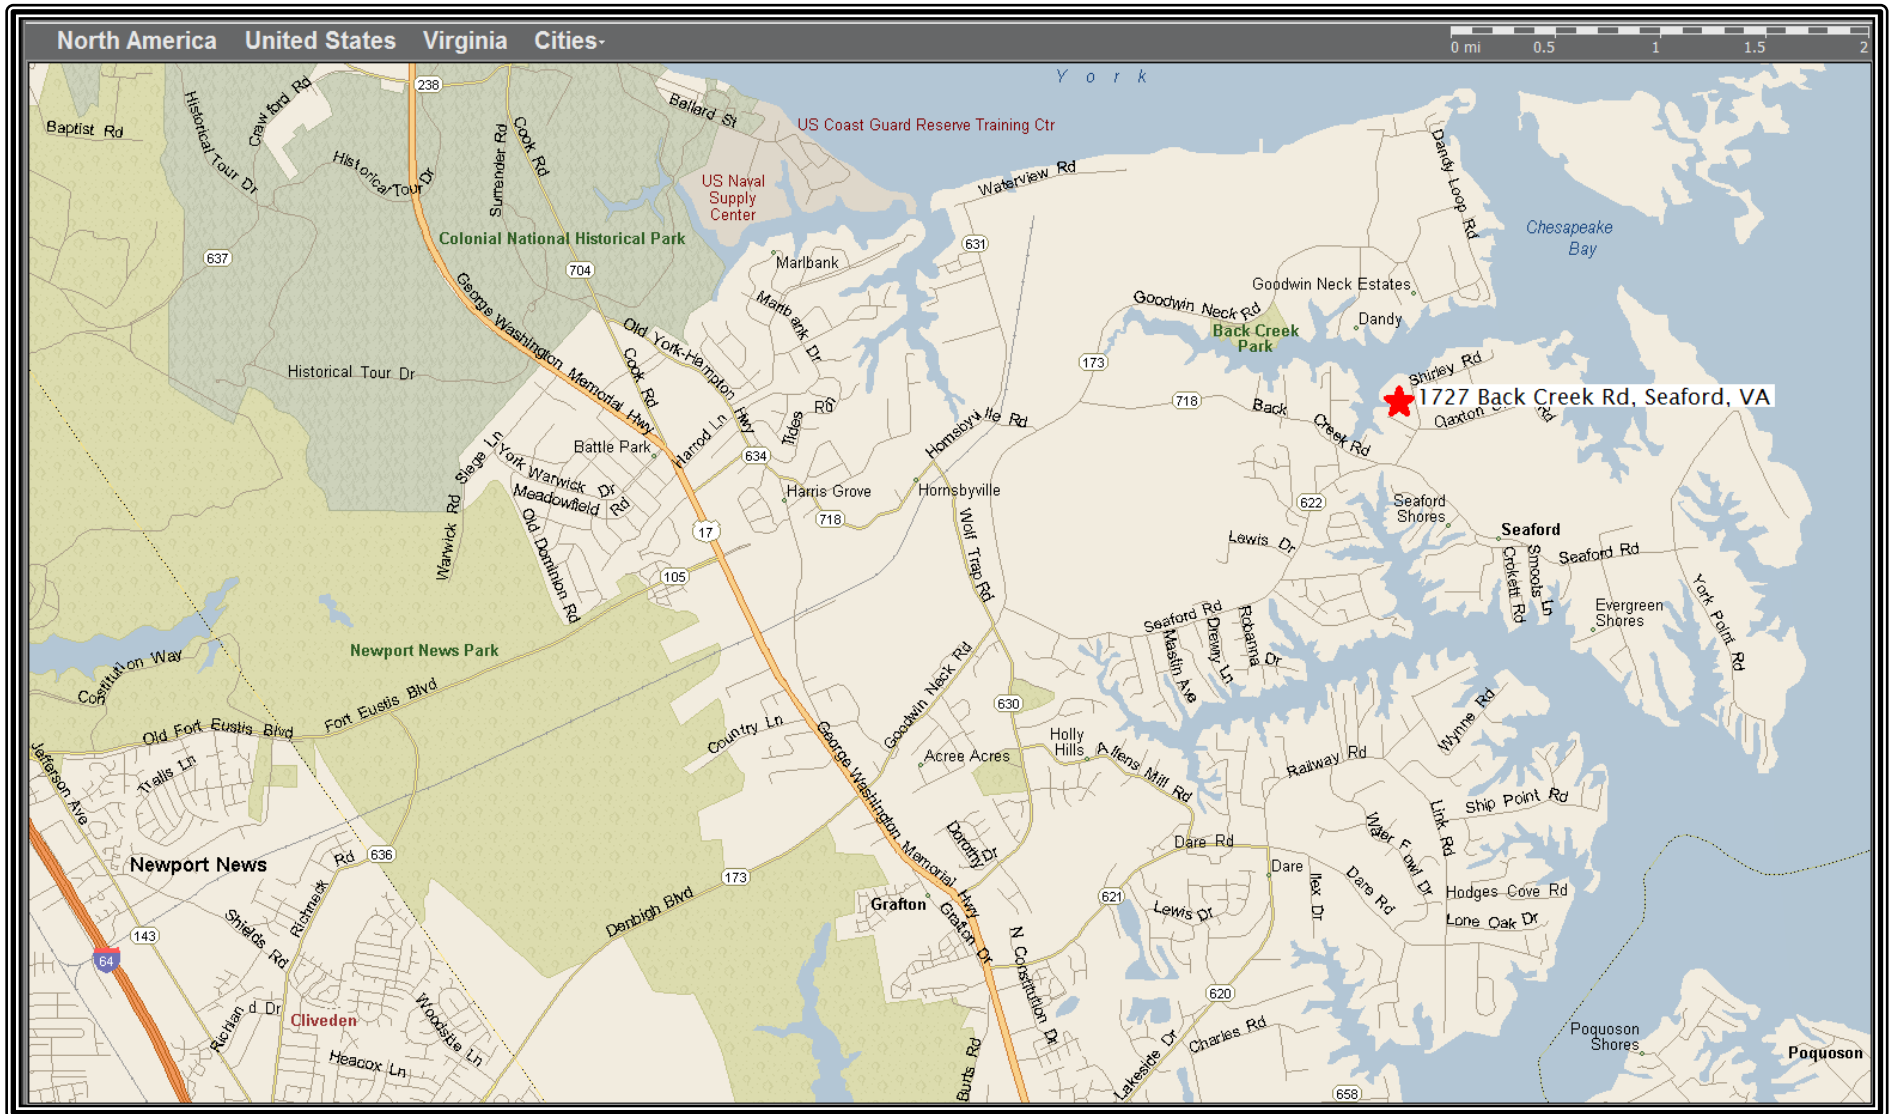 North America United States Virginia Cities
0 mi 0.5 1 1.5 2
York
238
Ballard St
Crawford Rd
Historical Tour Dr
Baptist Rd
Cook Rd
Surrender Rd
US Coast Guard Reserve Training Ctr
Historical Tour Dr
Waterview Rd
Dandy Loop Rd
US Naval
Supply
Center
Colonial National Historical Park
Chesapeake
Bay
637
704
631
Marlbank
Goodwin Neck Estates
George Washington Memorial Hwy
Marlbank Dr
Goodwin Neck Rd
Back Creek
Park
Dandy
Old York-Hampton Hwy
Cook Rd
173
Historical Tour Dr
Shirley Rd
1727 Back Creek Rd, Seaford, VA
718
Back Creek Rd
Claxton
Rd
Tides
Rd
Hornsbyville Rd
Harrod Ln
Battle Park
634
Siege Ln
York Warwick Dr
Meadowfield Rd
Harris Grove
Hornsbyville
718
622
Seaford
Shores
Seaford
Warwick Rd
Old Dominion Rd
17
Wolf Trap Rd
Lewis Dr
Crokett Rd
Smoots Ln
Seaford Rd
105
York Point Rd
Evergreen
Shores
Seaford Rd
Mastin Ave
Drewry Ln
Robanna Dr
Newport News Park
Constitution Way
Goodwin Neck Rd
630
Fort Eustis Blvd
Old Fort Eustis Blvd
Country Ln
George Washington Memorial Hwy
Acree Acres
Holly
Hills
Allens Mill Rd
Wynne Rd
Railway Rd
Jefferson Ave
Trails Ln
Link Rd
Ship Point Rd
Water Fowl Dr
Dorothy Dr
Dare Rd
Newport News
Richneck Rd
636
173
Dare
Ilex Dr
Dare Rd
Hodges Cove Rd
Lone Oak Dr
Denbigh Blvd
Grafton
Grafton Dr
621
Lewis Dr
143
Shields Rd
64
N Constitution Dr
620
Richland Dr
Cliveden
Woodside Ln
Heacox Ln
Burts Rd
Lakeside Dr
Charles Rd
Poquoson
Shores
Poquoson
658